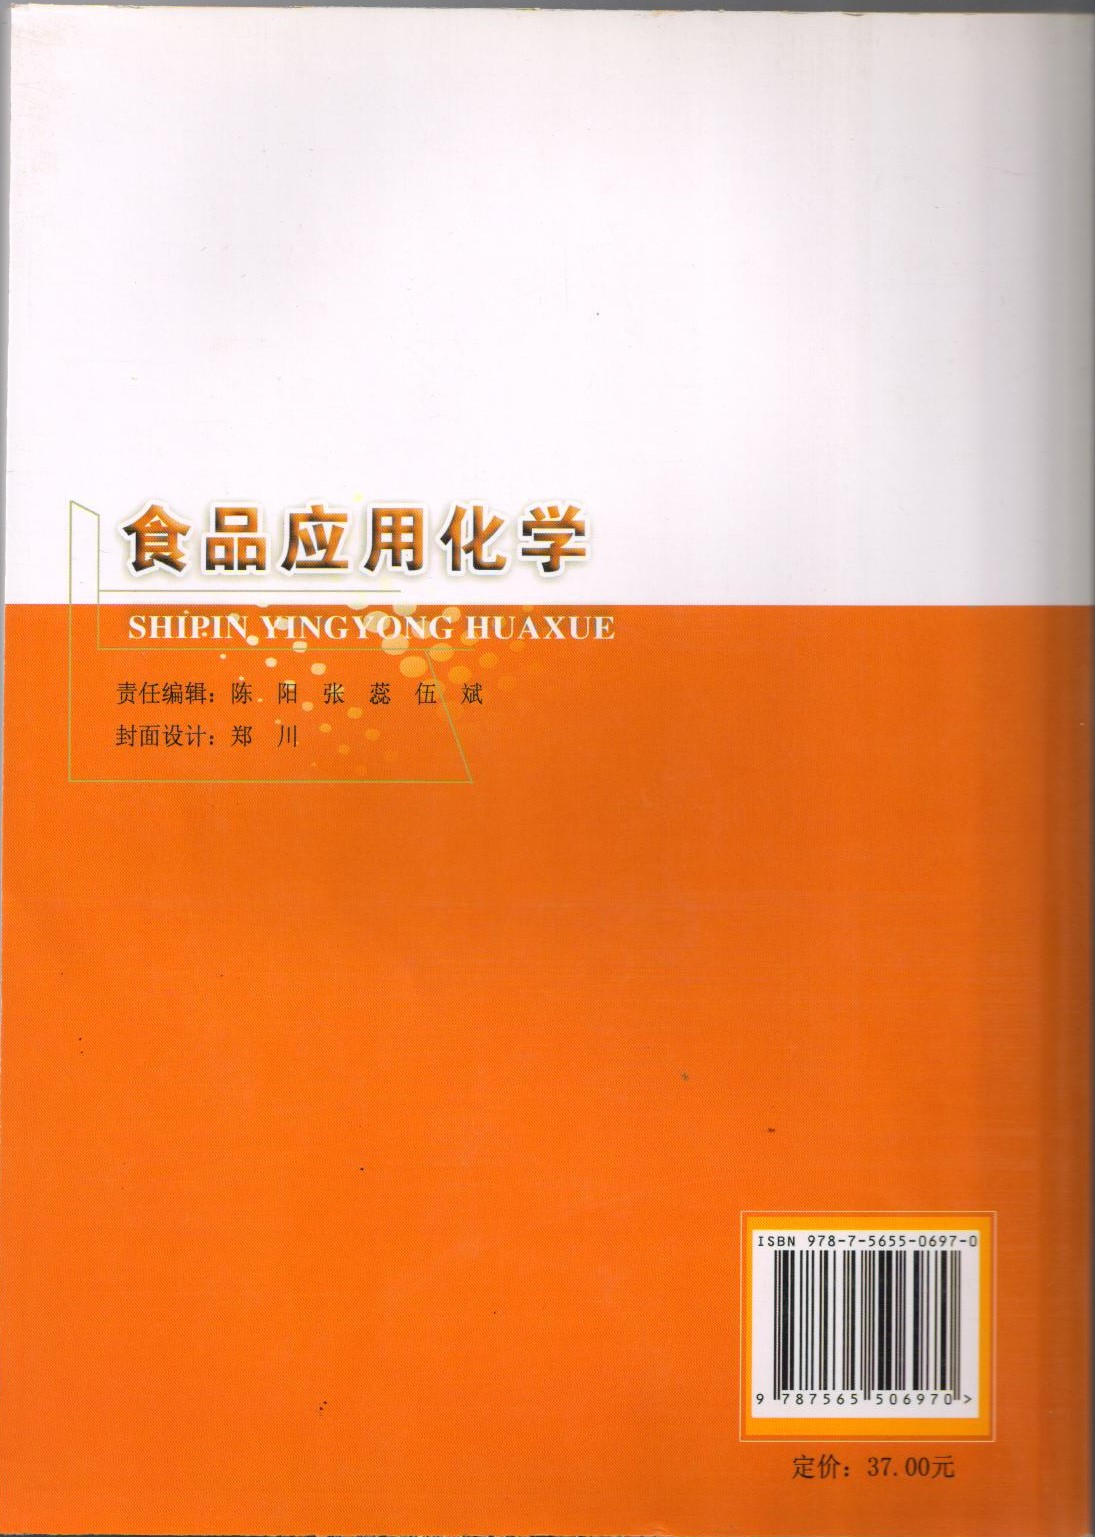 食品应用化学
SHIPIN YINGYONG HUAXUE
责任编辑：陈 阳 张 蕊 伍 斌
封面设计：郑 川
ISBN 978-7-5655-0697-0
9 787565 506970 >
定价：37.00元